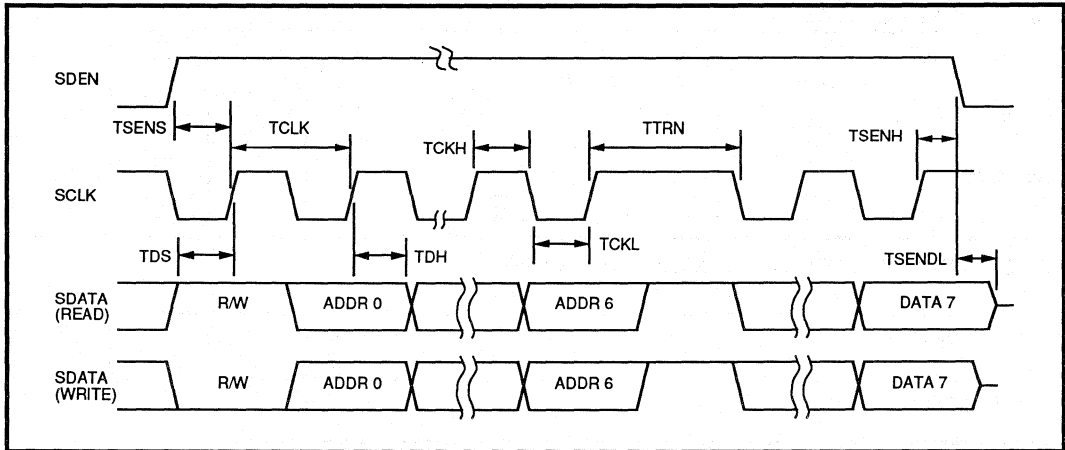 SDEN
TSENS
TCLK
TCKH
TTRN
TSENH
SCLK
TDS
TDH
TCKL
TSENDL
SDATA
(READ)
R/W
ADDR 0
ADDR 6
DATA 7
SDATA
(WRITE)
R/W
ADDR 0
ADDR 6
DATA 7